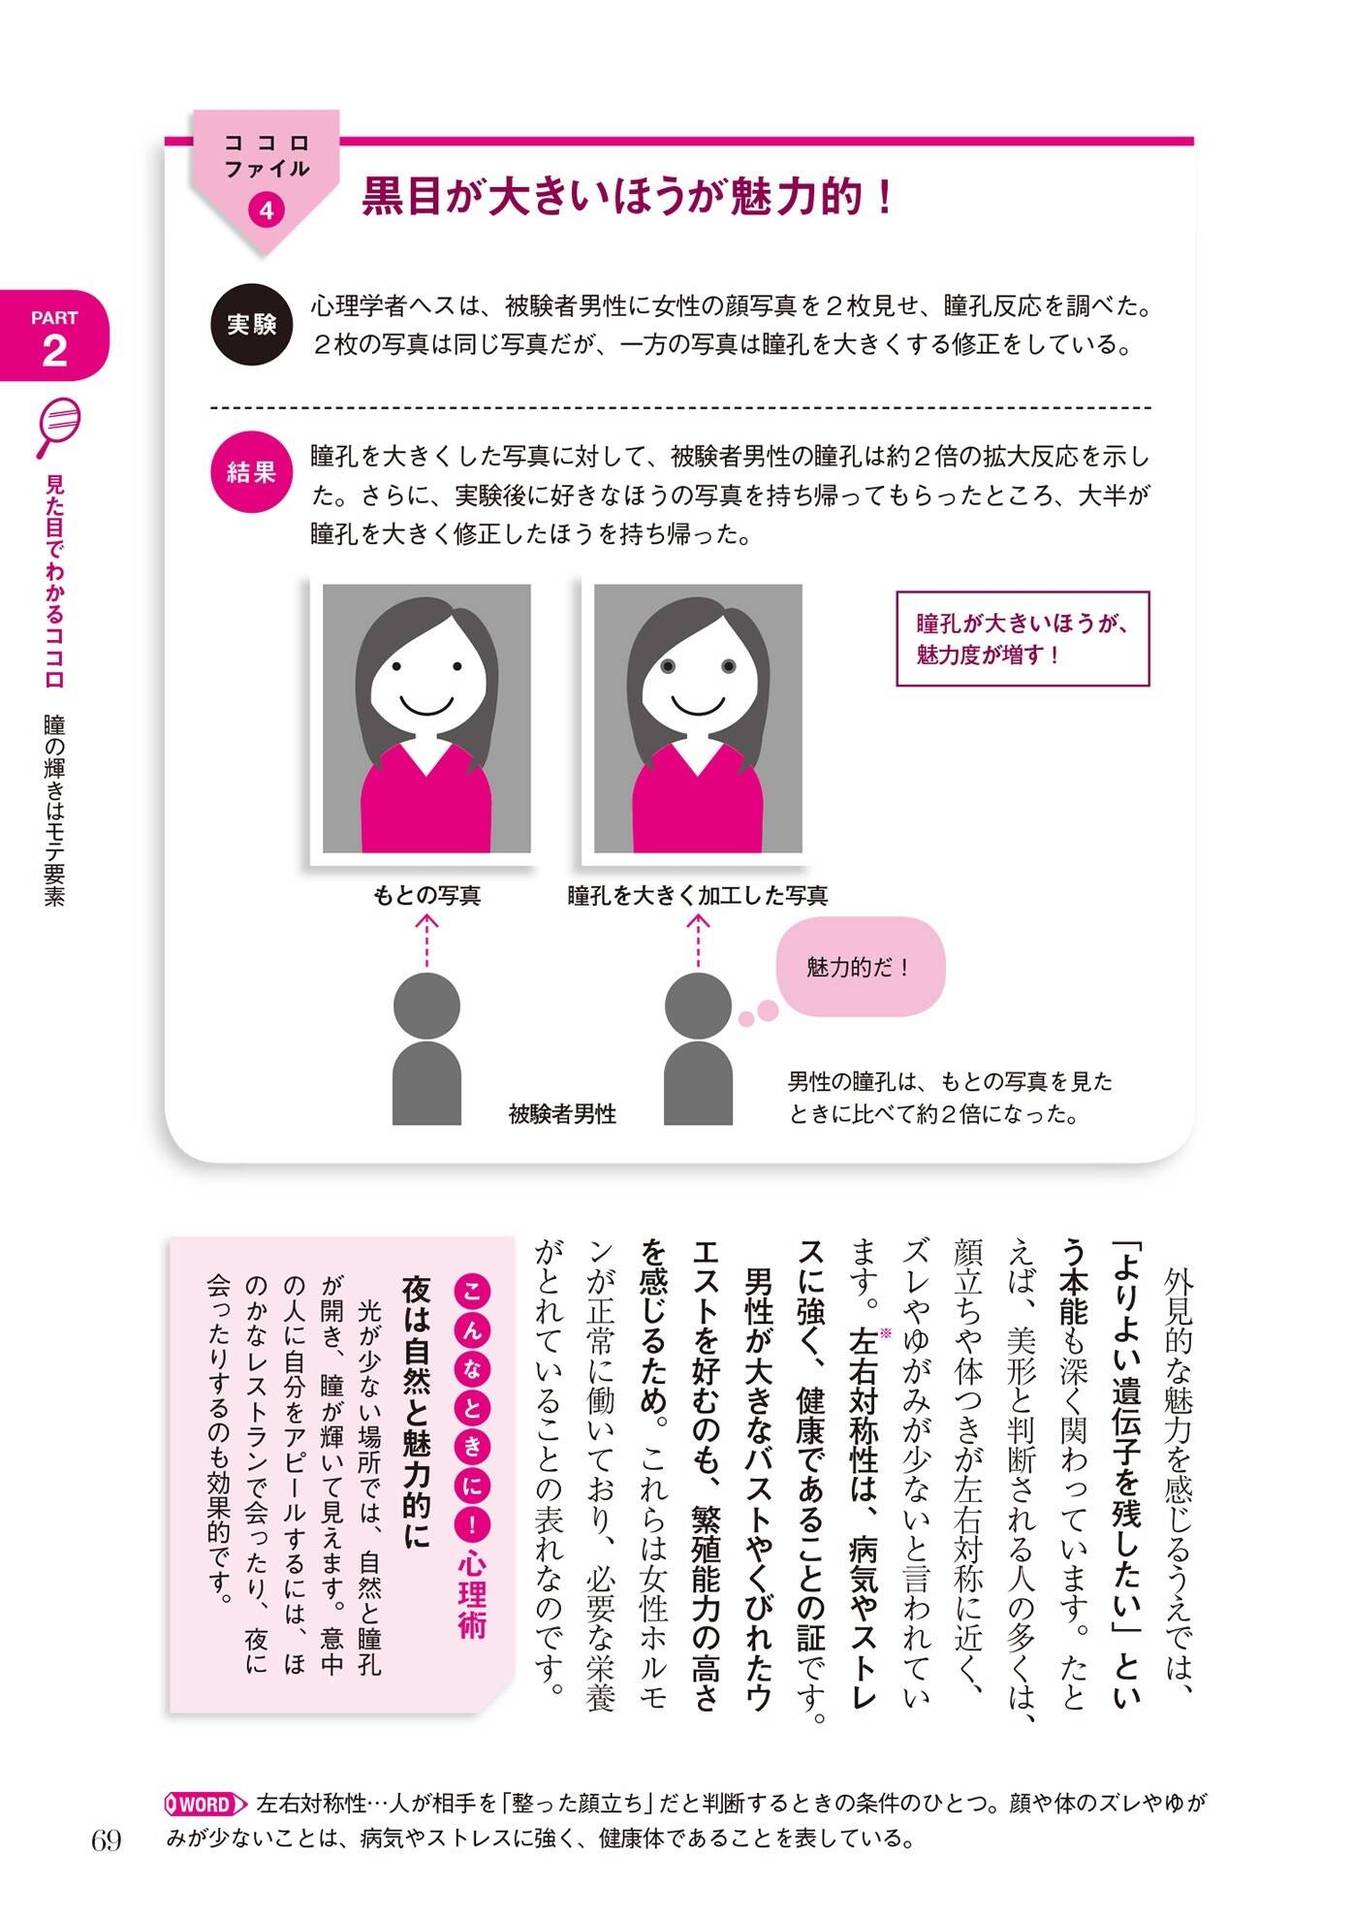 ココロ
ファイル
4
黒目が大きいほうが魅力的！
実験
心理学者ヘスは、被験者男性に女性の顔写真を２枚見せ、瞳孔反応を調べた。
２枚の写真は同じ写真だが、一方の写真は瞳孔を大きくする修正をしている。
結果
瞳孔を大きくした写真に対して、被験者男性の瞳孔は約２倍の拡大反応を示し
た。さらに、実験後に好きなほうの写真を持ち帰ってもらったところ、大半が
瞳孔を大きく修正したほうを持ち帰った。
瞳孔が大きいほうが、
魅力度が増す！
もとの写真
瞳孔を大きく加工した写真
魅力的だ！
被験者男性
男性の瞳孔は、もとの写真を見た
ときに比べて約２倍になった。
PART
2
見た目でわかるココロ　瞳の輝きはモテ要素
外見的な魅力を感じるうえでは、
「よりよい遺伝子を残したい」とい
う本能も深く関わっています。たと
えば、美形と判断される人の多くは、
顔立ちや体つきが左右対称に近く、
ズレやゆがみが少ないと言われてい
ます。※左右対称性は、病気やストレ
スに強く、健康であることの証です。
男性が大きなバストやくびれたウ
エストを好むのも、繁殖能力の高さ
を感じるため。これらは女性ホルモ
ンが正常に働いており、必要な栄養
がとれていることの表れなのです。
こんなときに！心理術
夜は自然と魅力的に
光が少ない場所では、自然と瞳孔
が開き、瞳が輝いて見えます。意中
の人に自分をアピールするには、ほ
のかなレストランで会ったり、夜に
会ったりするのも効果的です。
WORD 左右対称性…人が相手を「整った顔立ち」だと判断するときの条件のひとつ。顔や体のズレやゆが
みが少ないことは、病気やストレスに強く、健康体であることを表している。
69